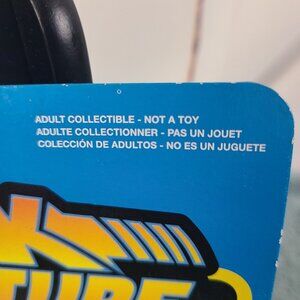 ADULT COLLECTIBLE - NOT A TOY
ADULTE COLLECTIONNER - PAS UN JOUET
COLECCIÓN DE ADULTOS - NO ES UN JUGUETE